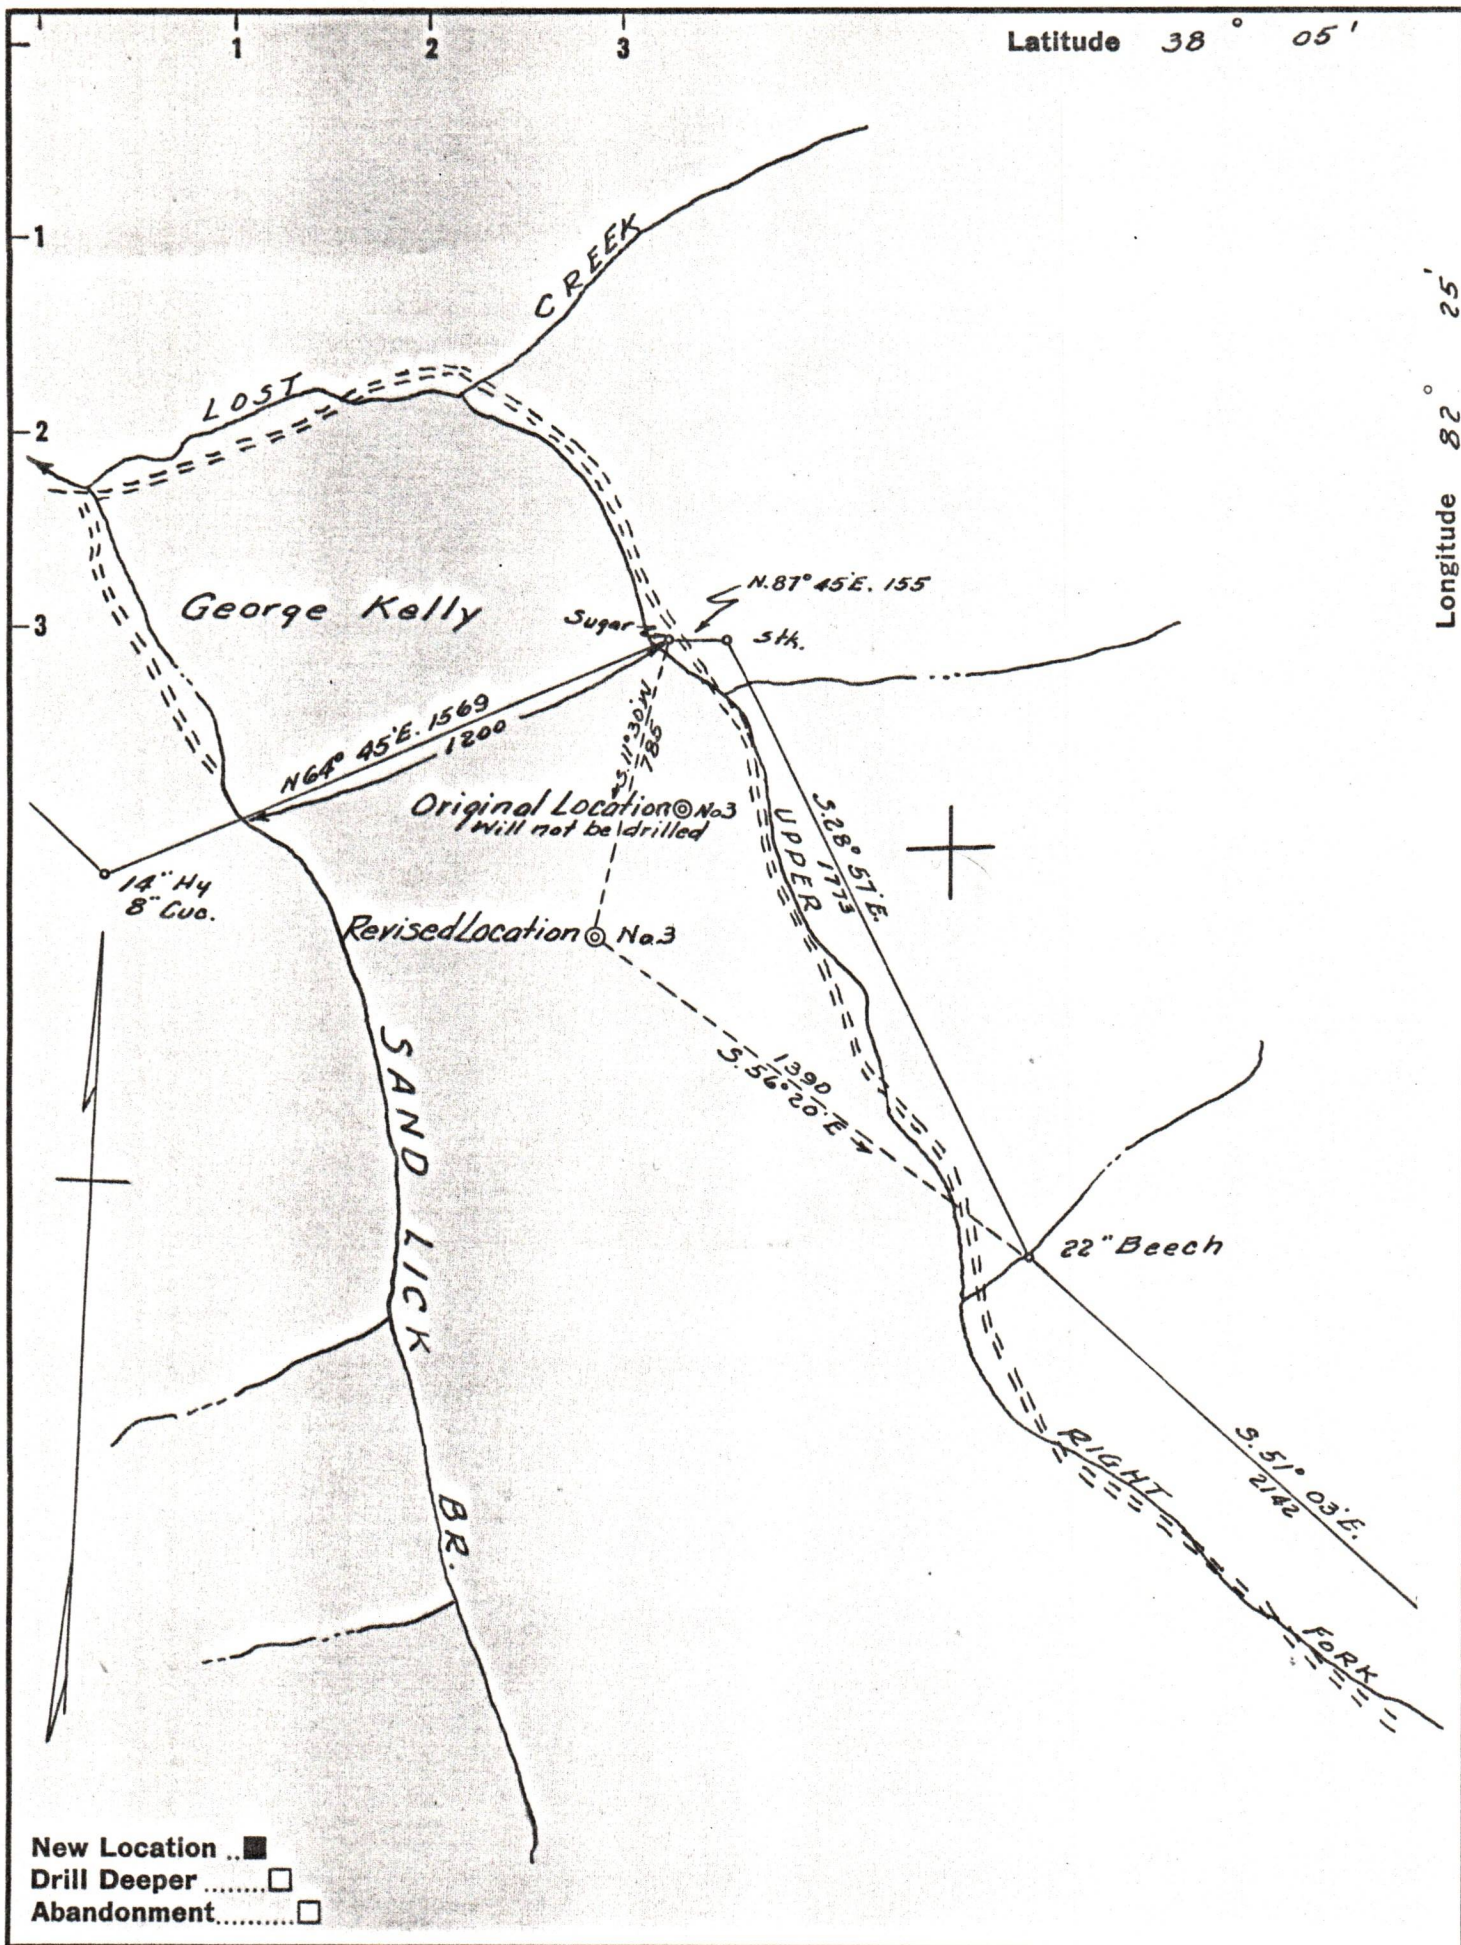 1 2 3
Latitude 38° 05'
1
CREEK
Longitude 82° 25'
LOST
2
N.87° 45'E. 155
George Kelly
3
Sugar
Stk.
N64° 45'E. 1569
1200
S.11°30'W
785
Original Location No3
Will not be drilled
UPPER
S.28° 57'E.
1773
14" Hy
8" Cuc.
Revised Location No.3
SAND LICK BR.
1390
S.56°20'E
22" Beech
S.51° 03'E.
2142
RIGHT
FORK
New Location ..
Drill Deeper ........
Abandonment..........